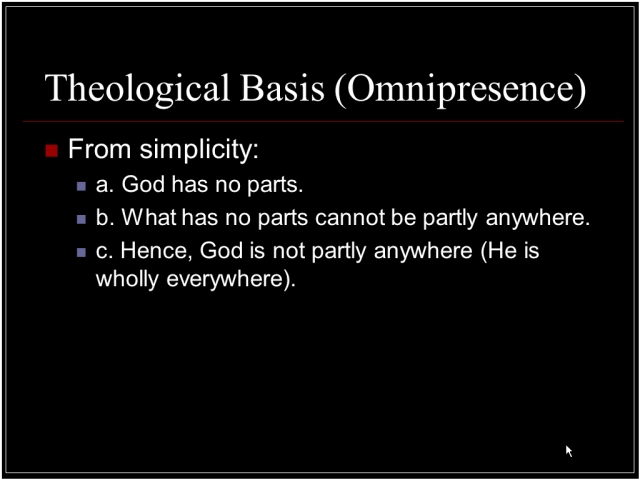 Theological Basis (Omnipresence)
From simplicity:
a. God has no parts.
b. What has no parts cannot be partly anywhere.
c. Hence, God is not partly anywhere (He is
wholly everywhere).